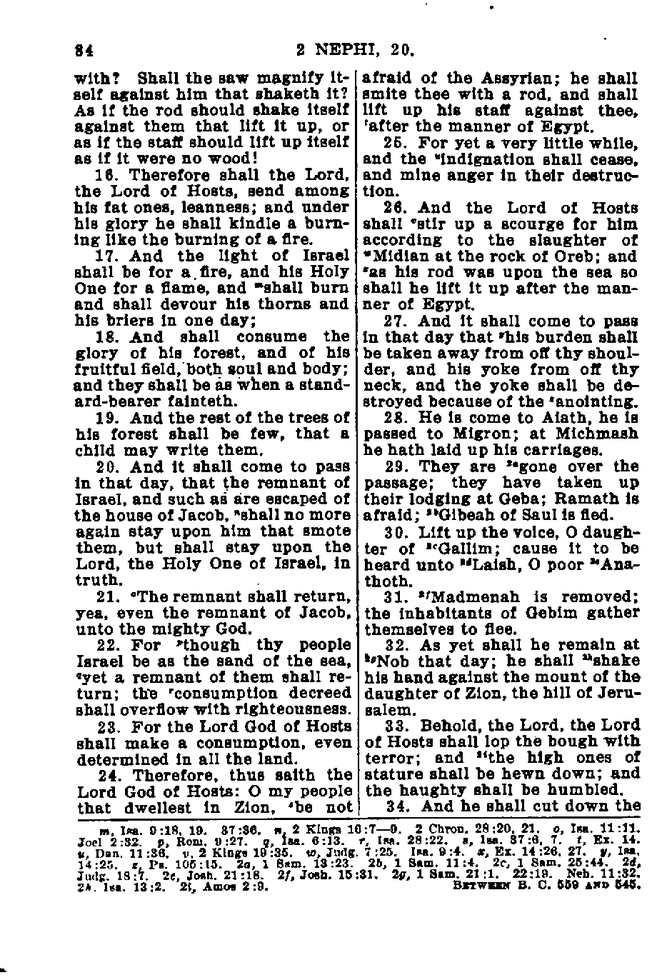 84
2 NEPHI, 20.
with? Shall the saw magnify it-
self against him that shaketh it?
As if the rod should shake itself
against them that lift it up, or
as if the staff should lift up itself
as if it were no wood!
16. Therefore shall the Lord,
the Lord of Hosts, send among
his fat ones, leanness; and under
his glory he shall kindle a burn-
ing like the burning of a fire.
17. And the light of Israel
shall be for a fire, and his Holy
One for a flame, and ᵐshall burn
and shall devour his thorns and
his briers in one day;
18. And shall consume the
glory of his forest, and of his
fruitful field, both soul and body;
and they shall be as when a stand-
ard-bearer fainteth.
19. And the rest of the trees of
his forest shall be few, that a
child may write them.
20. And it shall come to pass
in that day, that the remnant of
Israel, and such as are escaped of
the house of Jacob, ⁿshall no more
again stay upon him that smote
them, but shall stay upon the
Lord, the Holy One of Israel, in
truth.
21. ᵒThe remnant shall return,
yea, even the remnant of Jacob,
unto the mighty God.
22. For ᵖthough thy people
Israel be as the sand of the sea,
qyet a remnant of them shall re-
turn; the ʳconsumption decreed
shall overflow with righteousness.
23. For the Lord God of Hosts
shall make a consumption, even
determined in all the land.
24. Therefore, thus saith the
Lord God of Hosts: O my people
that dwellest in Zion, ˢbe not
afraid of the Assyrian; he shall
smite thee with a rod, and shall
lift up his staff against thee,
ᵗafter the manner of Egypt.
25. For yet a very little while,
and the ᵘindignation shall cease,
and mine anger in their destruc-
tion.
26. And the Lord of Hosts
shall ᵛstir up a scourge for him
according to the slaughter of
ʷMidian at the rock of Oreb; and
ˣas his rod was upon the sea so
shall he lift it up after the man-
ner of Egypt.
27. And it shall come to pass
in that day that ʸhis burden shall
be taken away from off thy shoul-
der, and his yoke from off thy
neck, and the yoke shall be de-
stroyed because of the ᶻanointing.
28. He is come to Aiath, he is
passed to Migron; at Michmash
he hath laid up his carriages.
29. They are ²ᵃgone over the
passage; they have taken up
their lodging at Geba; Ramath is
afraid; ²ᵇGibeah of Saul is fled.
30. Lift up the voice, O daugh-
ter of ²ᶜGallim; cause it to be
heard unto ²ᵈLaish, O poor ²ᵉAna-
thoth.
31. ²ᶠMadmenah is removed;
the inhabitants of Gebim gather
themselves to flee.
32. As yet shall he remain at
²ᵍNob that day; he shall ²ʰshake
his hand against the mount of the
daughter of Zion, the hill of Jeru-
salem.
33. Behold, the Lord, the Lord
of Hosts shall lop the bough with
terror; and ²ⁱthe high ones of
stature shall be hewn down; and
the haughty shall be humbled.
34. And he shall cut down the
m, Isa. 9:18, 19. 37:36. n, 2 Kings 16:7—9. 2 Chron. 28:20, 21. o, Isa. 11:11.
Joel 2:32. p, Rom. 9:27. q, Isa. 6:13. r, Isa. 28:22. s, Isa. 37:6, 7. t, Ex. 14.
u, Dan. 11:36. v, 2 Kings 19:35. w, Judg. 7:25. Isa. 9:4. x, Ex. 14:26, 27. y, Isa.
14:25. z, Ps. 105:15. 2a, 1 Sam. 13:23. 2b, 1 Sam. 11:4. 2c, 1 Sam. 25:44. 2d,
Judg. 18:7. 2e, Josh. 21:18. 2f, Josh. 15:31. 2g, 1 Sam. 21:1. 22:19. Neh. 11:32.
2h, Isa. 13:2. 2i, Amos 2:9. BETWEEN B. C. 559 AND 545.